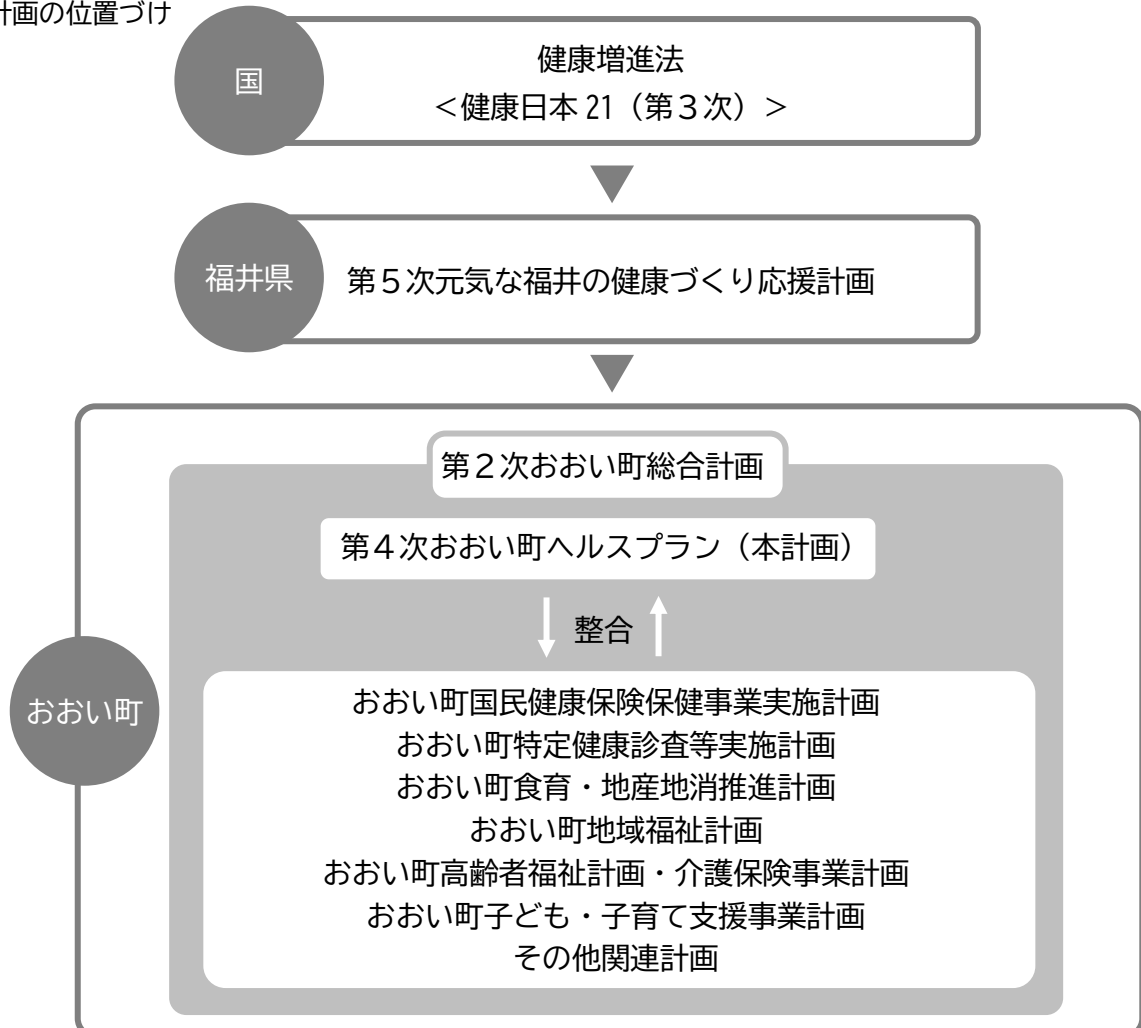 計画の位置づけ
国
健康増進法
＜健康日本 21（第３次）＞
福井県
第５次元気な福井の健康づくり応援計画
第２次おおい町総合計画
第４次おおい町ヘルスプラン（本計画）
整合
おおい町
おおい町国民健康保険保健事業実施計画
おおい町特定健康診査等実施計画
おおい町食育・地産地消推進計画
おおい町地域福祉計画
おおい町高齢者福祉計画・介護保険事業計画
おおい町子ども・子育て支援事業計画
その他関連計画